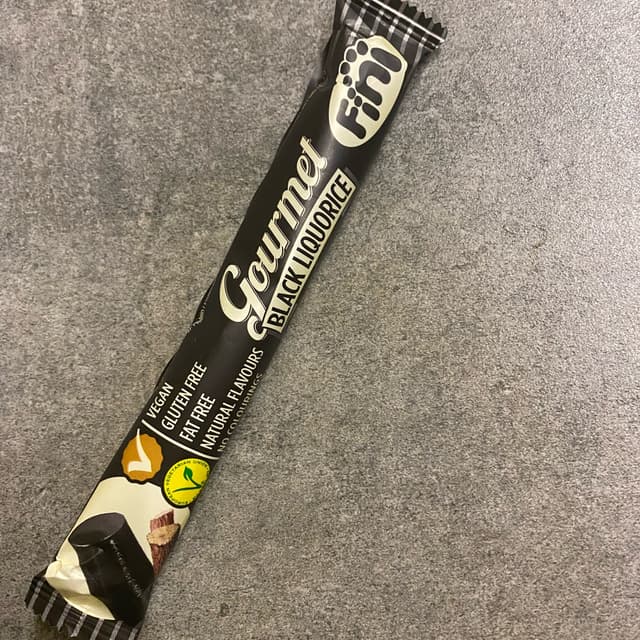 Fini
Gourmet
BLACK LIQUORICE
VEGAN
GLUTEN FREE
FAT FREE
NATURAL FLAVOURS
NO COLOURINGS